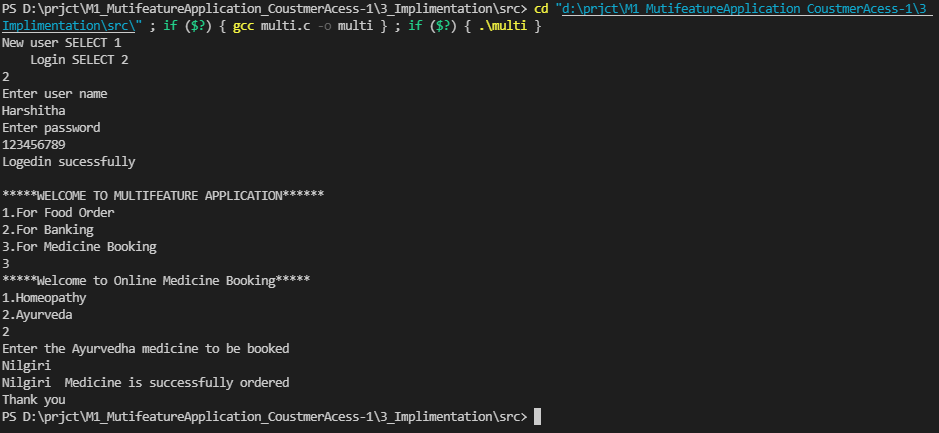 PS D:\prjct\M1_MutifeatureApplication_CoustmerAcess-1\3_Implimentation\src> cd "d:\prjct\M1_MutifeatureApplication_CoustmerAcess-1\3_
Implimentation\src\" ; if ($?) { gcc multi.c -o multi } ; if ($?) { .\multi }
New user SELECT 1
    Login SELECT 2
2
Enter user name
Harshitha
Enter password
123456789
Logedin sucessfully

*****WELCOME TO MULTIFEATURE APPLICATION******
1.For Food Order
2.For Banking
3.For Medicine Booking
3
*****Welcome to Online Medicine Booking*****
1.Homeopathy
2.Ayurveda
2
Enter the Ayurvedha medicine to be booked
Nilgiri
Nilgiri  Medicine is successfully ordered
Thank you
PS D:\prjct\M1_MutifeatureApplication_CoustmerAcess-1\3_Implimentation\src>